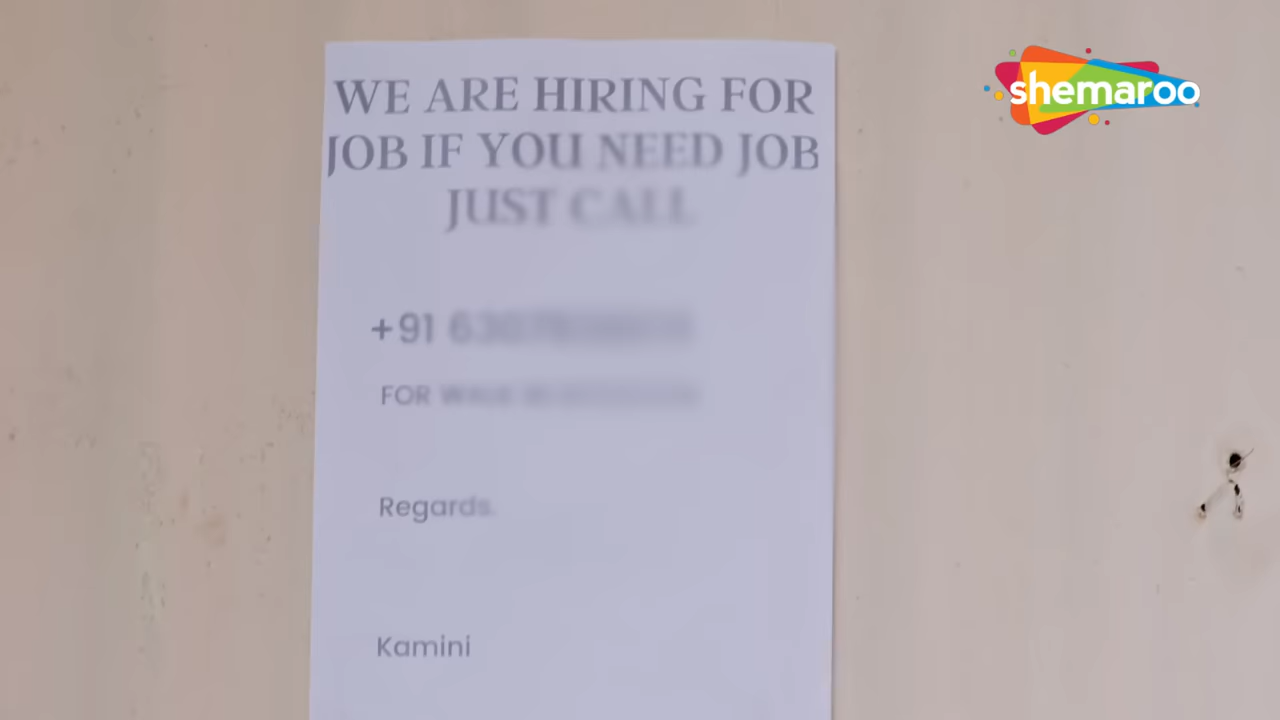 shemaroo
WE ARE HIRING FOR
JOB IF YOU NEED JOB
JUST CALL
+91
FOR
Regards.
Kamini